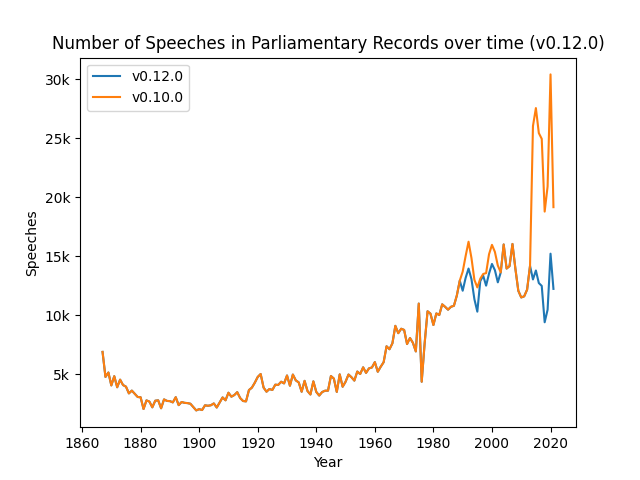 Number of Speeches in Parliamentary Records over time (v0.12.0)
v0.12.0
v0.10.0
30k
25k
20k
15k
10k
5k
Speeches
1860 1880 1900 1920 1940 1960 1980 2000 2020
Year